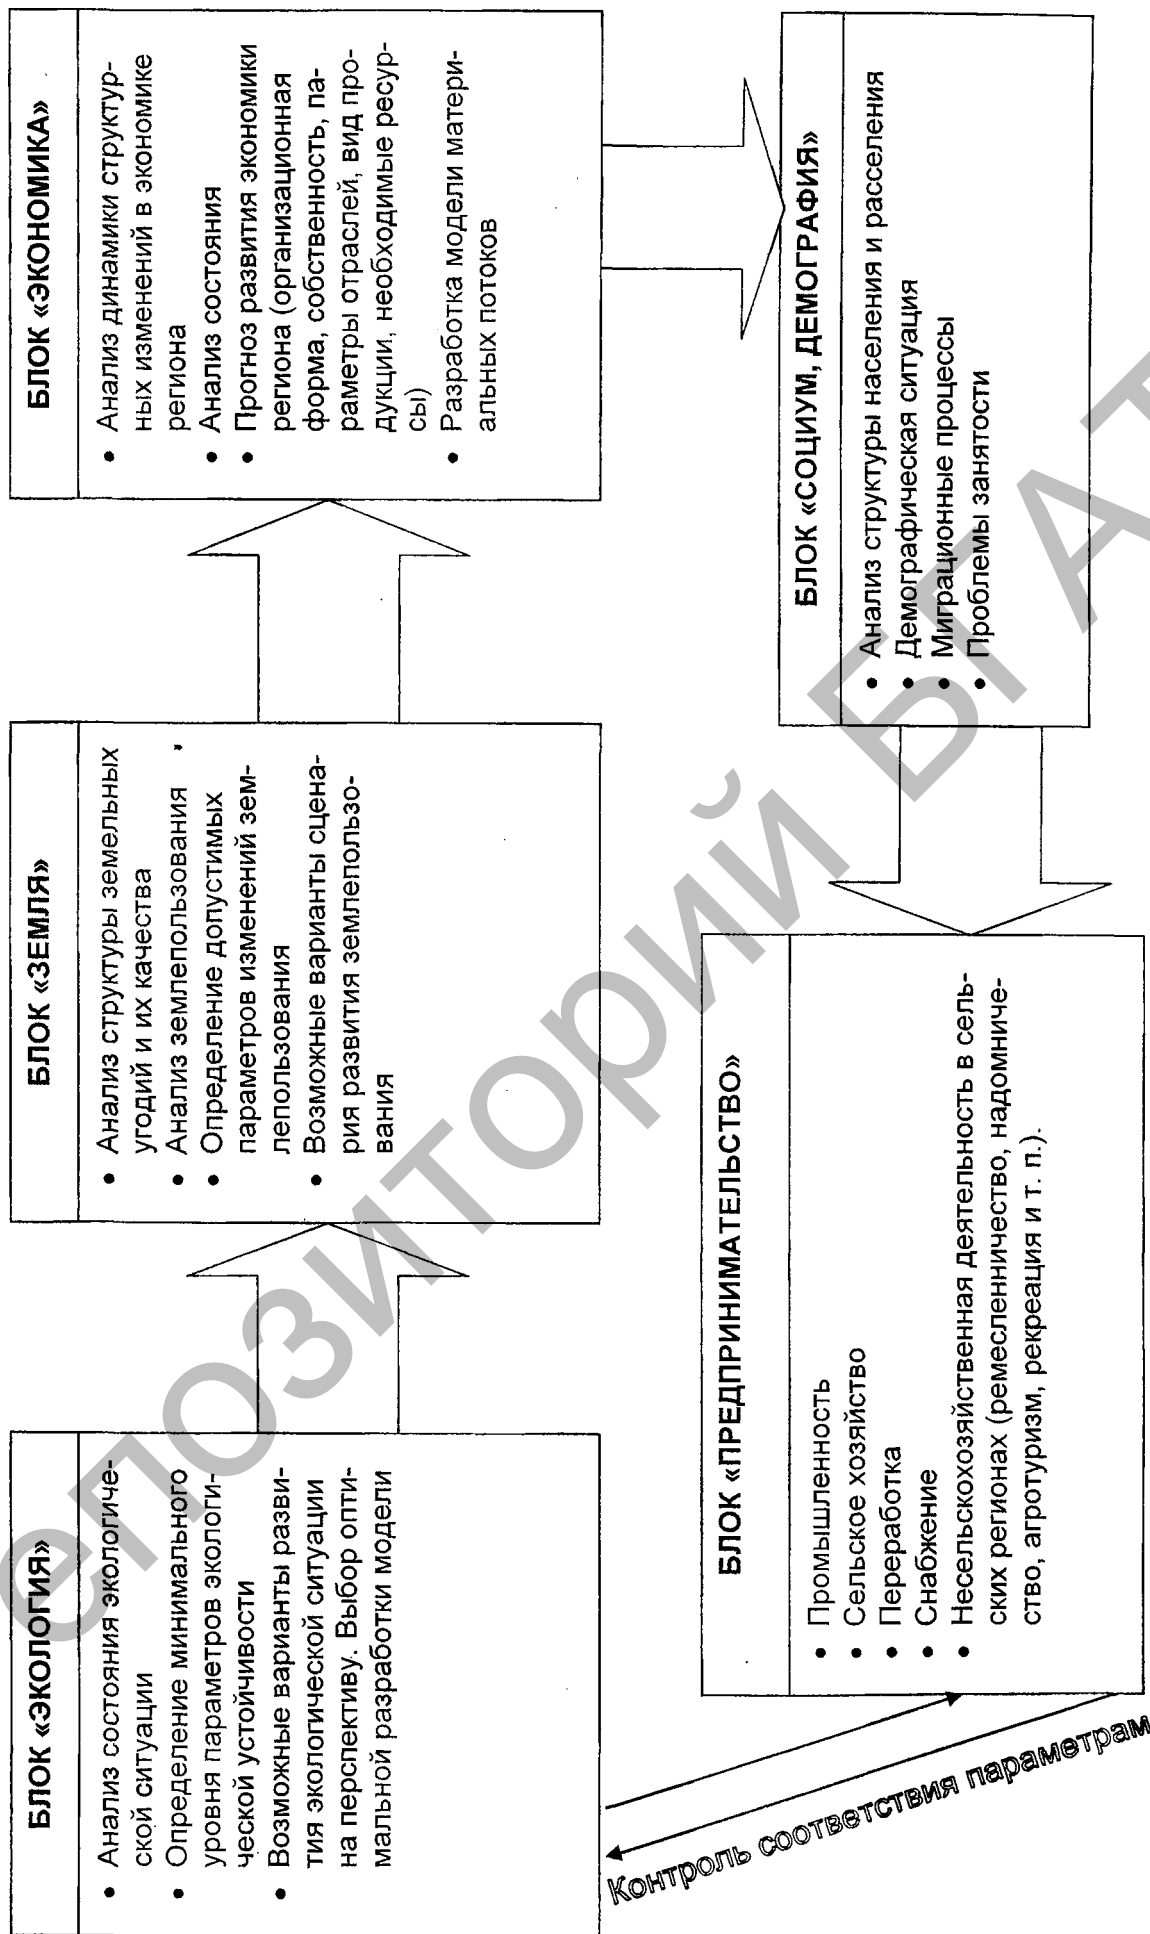 БЛОК «ЭКОЛОГИЯ»
• Анализ состояния экологиче-
ской ситуации
• Определение минимального
уровня параметров экологи-
ческой устойчивости
• Возможные варианты разви-
тия экологической ситуации
на перспективу. Выбор опти-
мальной разработки модели
БЛОК «ЗЕМЛЯ»
• Анализ структуры земельных
угодий и их качества
• Анализ землепользования
• Определение допустимых
параметров изменений зем-
лепользования
• Возможные варианты сцена-
рия развития землепользо-
вания
БЛОК «ЭКОНОМИКА»
• Анализ динамики структур-
ных изменений в экономике
региона
• Анализ состояния
• Прогноз развития экономики
региона (организационная
форма, собственность, па-
раметры отраслей, вид про-
дукции, необходимые ресур-
сы)
• Разработка модели матери-
альных потоков
БЛОК «СОЦИУМ, ДЕМОГРАФИЯ»
• Анализ структуры населения и расселения
• Демографическая ситуация
• Миграционные процессы
• Проблемы занятости
БЛОК «ПРЕДПРИНИМАТЕЛЬСТВО»
• Промышленность
• Сельское хозяйство
• Переработка
• Снабжение
• Несельскохозяйственная деятельность в сель-
ских регионах (ремесленничество, надомниче-
ство, агротуризм, рекреация и т. п.).
Контроль соответствия параметрам
епозиторий БГАТ